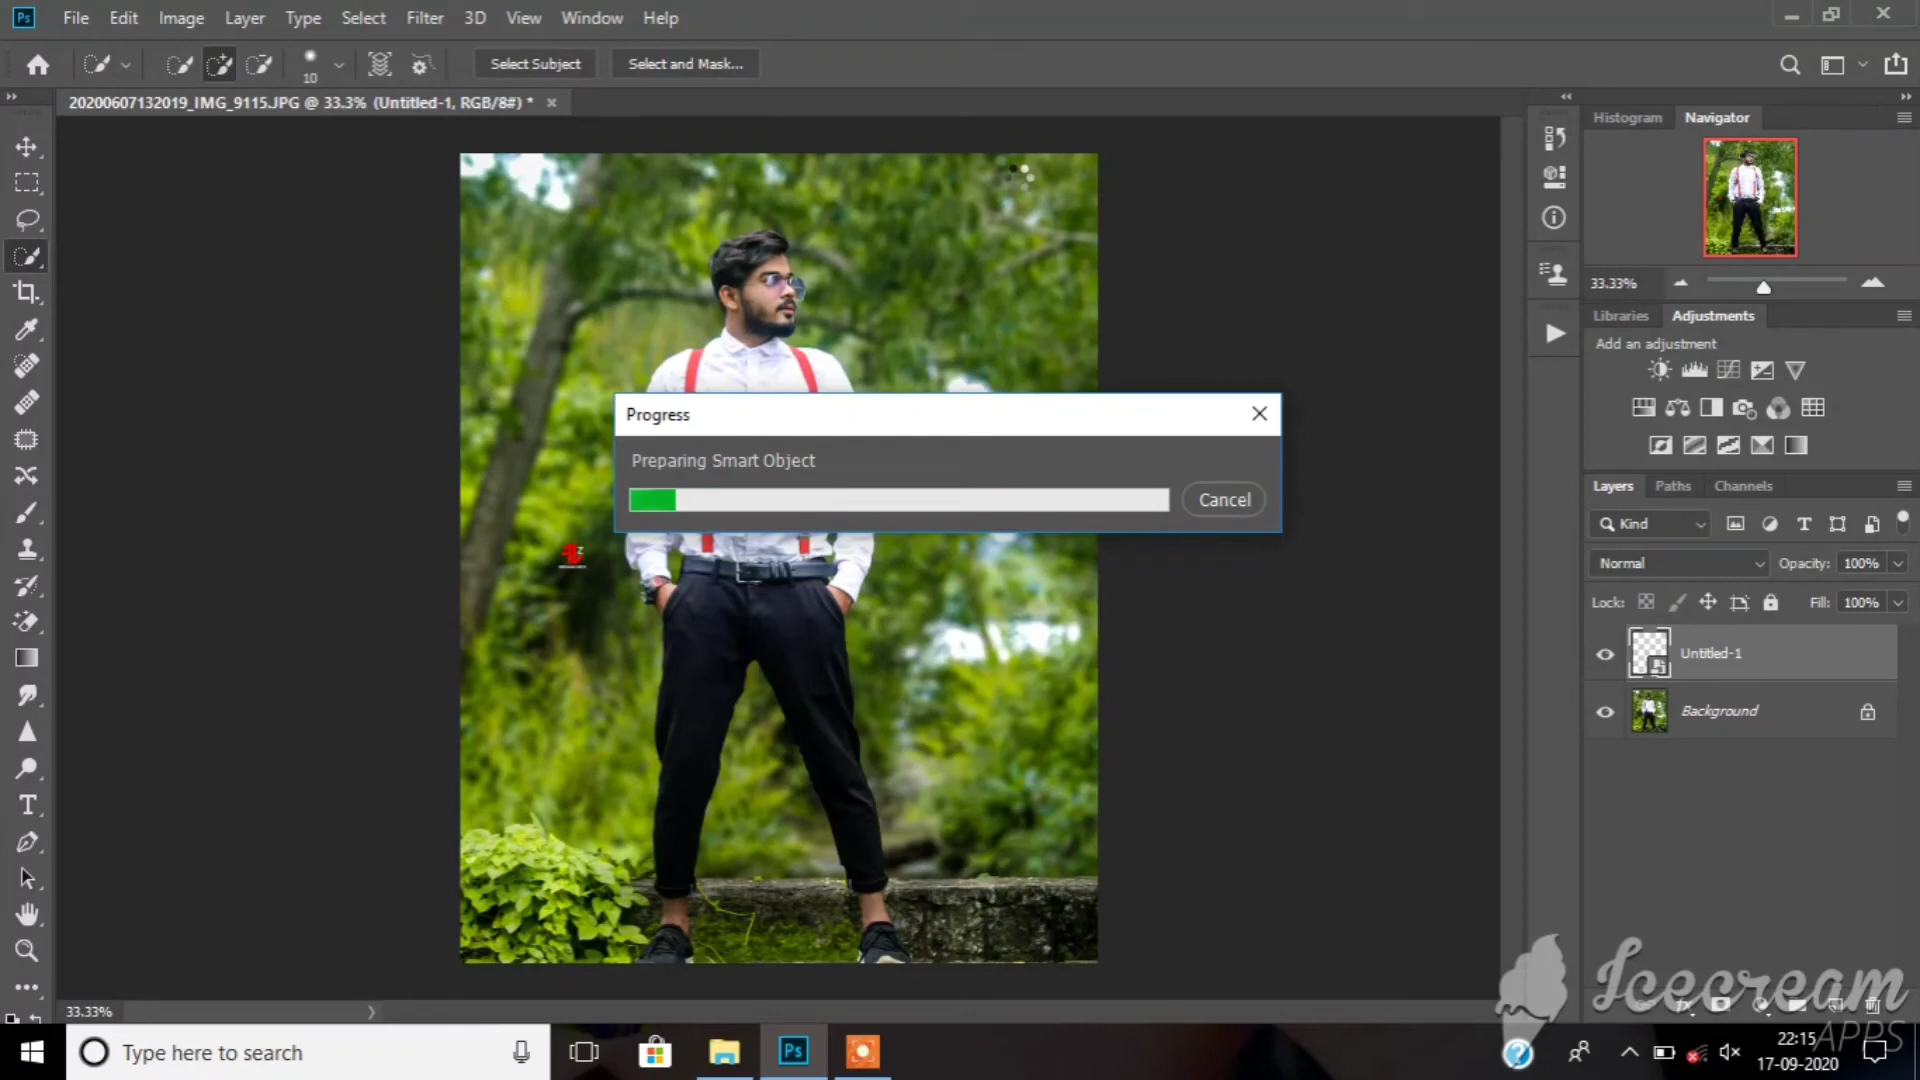 Ps File Edit Image Layer Type Select Filter 3D View Window Help
10 Select Subject Select and Mask...
20200607132019_IMG_9115.JPG @ 33.3% (Untitled-1, RGB/8#) * ×
Histogram Navigator
33.33%
Libraries Adjustments
Add an adjustment
Progress
Preparing Smart Object
Cancel
Layers Paths Channels
Kind
Normal Opacity: 100%
Lock: Fill: 100%
Untitled-1
Background
33.33%
Icecream
APPS
Type here to search
Ps
22:15
17-09-2020